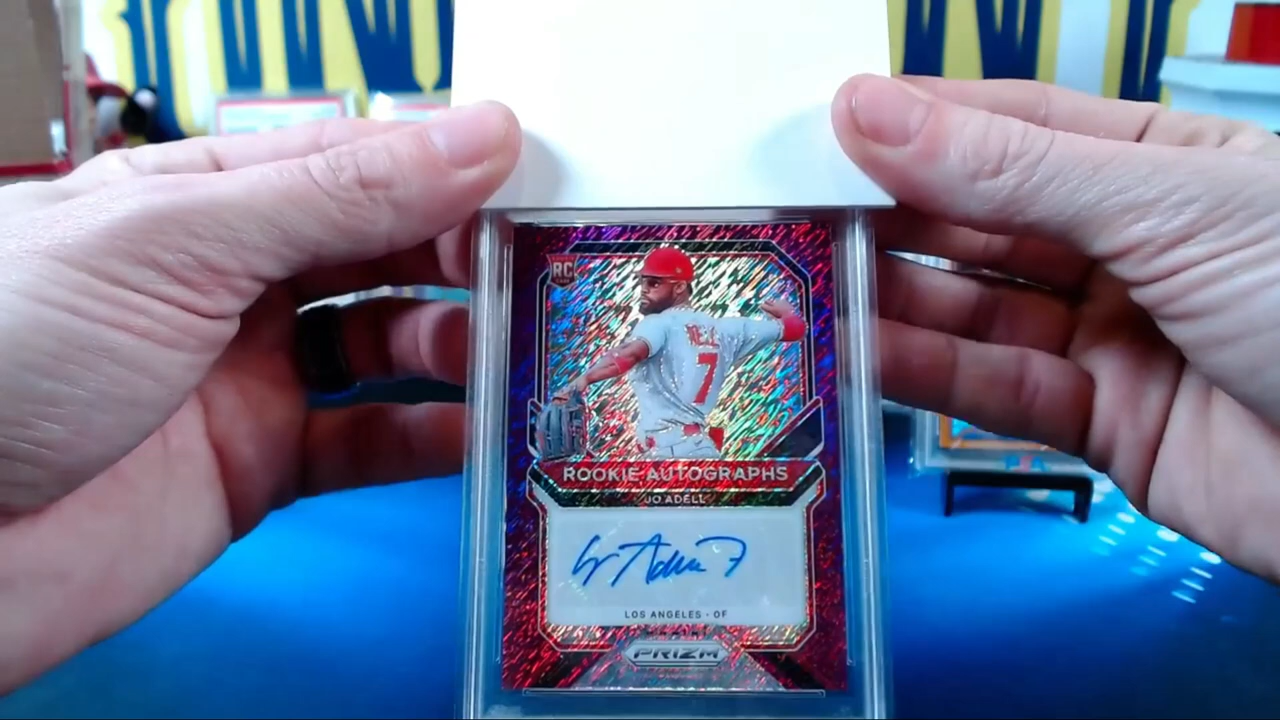 RC
7
ROOKIE AUTOGRAPHS
JO ADELL
LOS ANGELES - OF
PRIZM